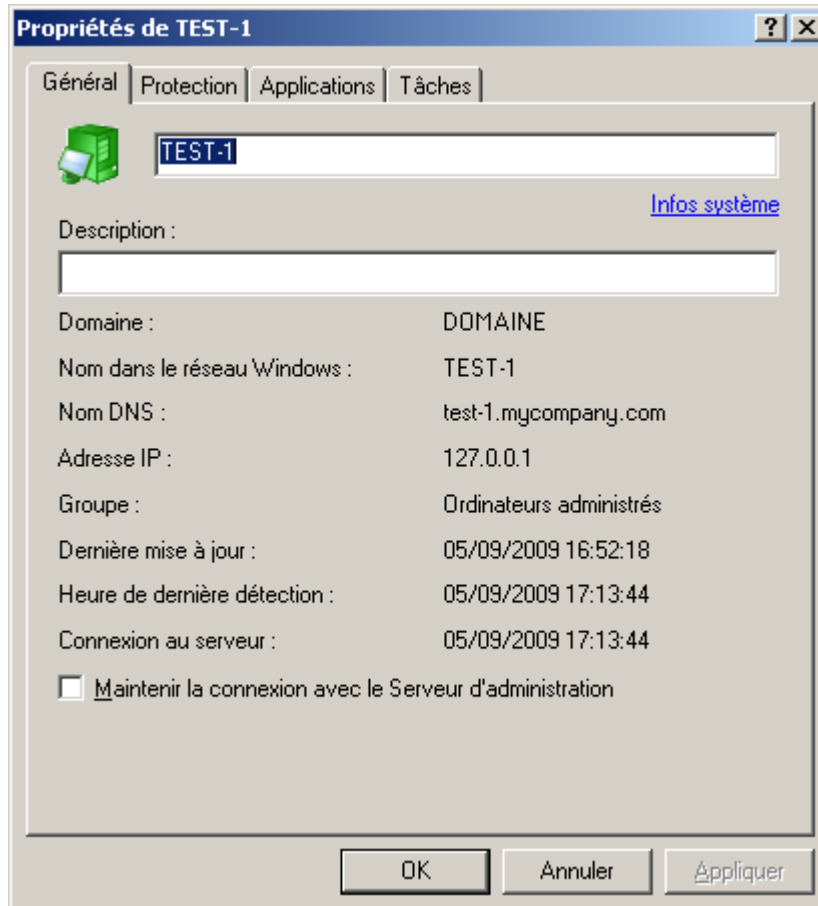 Propriétés de TEST-1
Général Protection Applications Tâches
TEST-1
Infos système
Description :
Domaine : DOMAINE
Nom dans le réseau Windows : TEST-1
Nom DNS : test-1.mycompany.com
Adresse IP : 127.0.0.1
Groupe : Ordinateurs administrés
Dernière mise à jour : 05/09/2009 16:52:18
Heure de dernière détection : 05/09/2009 17:13:44
Connexion au serveur : 05/09/2009 17:13:44
Maintenir la connexion avec le Serveur d'administration
OK Annuler Appliquer